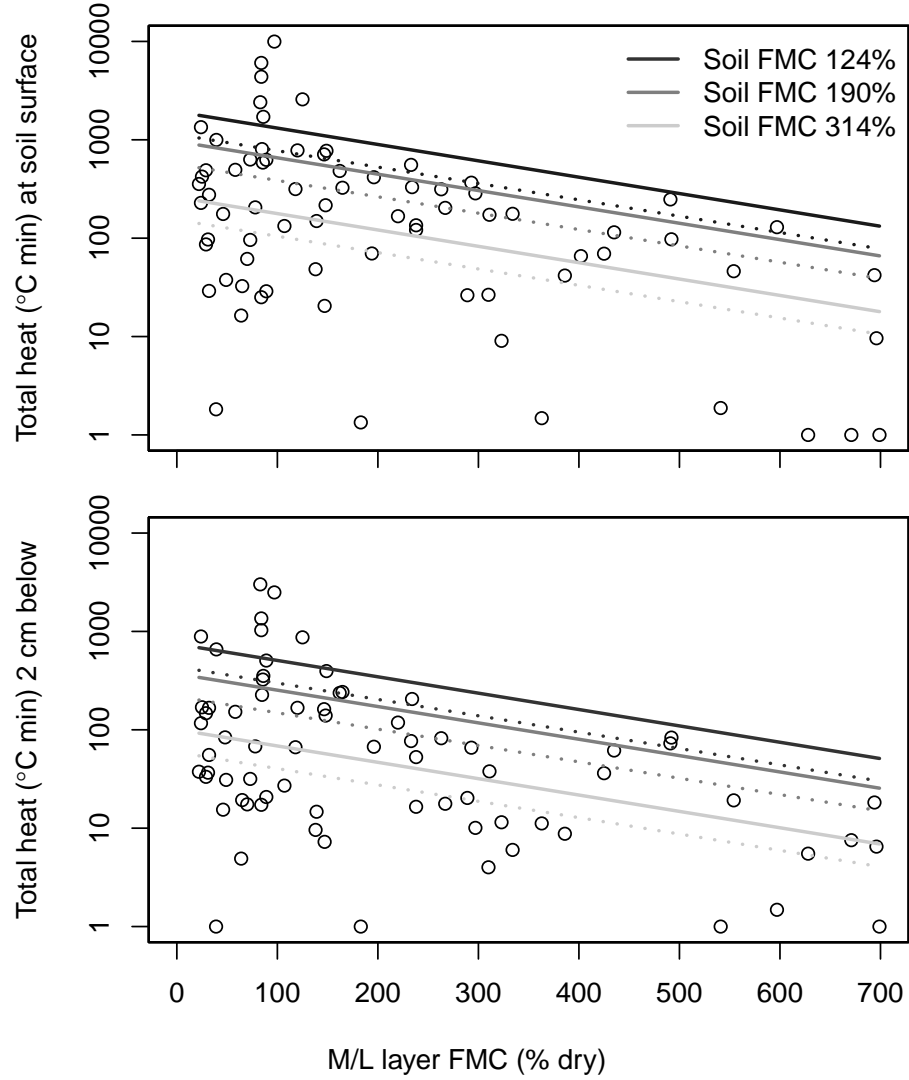 Total heat (°C min) at soil surface
10000
1000
100
10
1
Soil FMC 124%
Soil FMC 190%
Soil FMC 314%
Total heat (°C min) 2 cm below
10000
1000
100
10
1
0 100 200 300 400 500 600 700
M/L layer FMC (% dry)